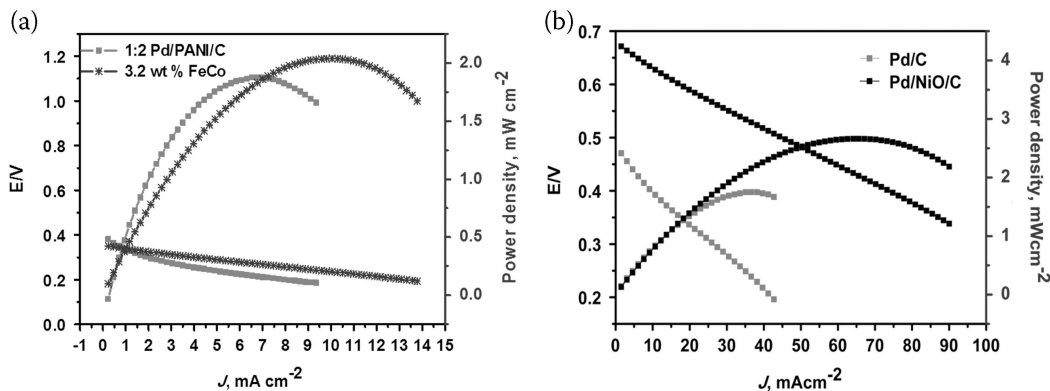 (a)
1:2 Pd/PANI/C
3.2 wt % FeCo
E/V
1.2
1.0
0.8
0.6
0.4
0.2
0.0
-1 0 1 2 3 4 5 6 7 8 9 10 11 12 13 14 15
J, mA cm-2
2.0
1.5
1.0
0.5
0.0
Power density, mW cm-2
(b)
Pd/C
Pd/NiO/C
E/V
0.7
0.6
0.5
0.4
0.3
0.2
0 10 20 30 40 50 60 70 80 90 100
J, mAcm-2
4
3
2
1
0
Power density, mWcm-2